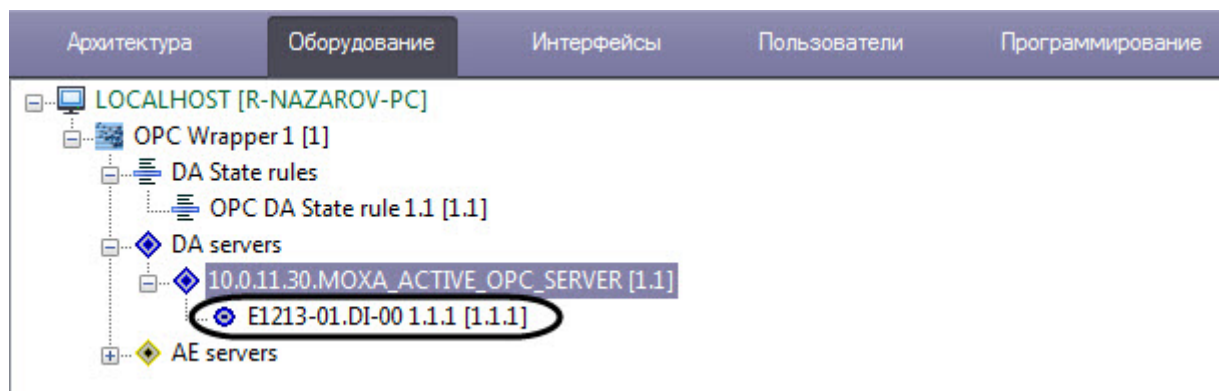 Архитектура Оборудование Интерфейсы Пользователи Программирование
LOCALHOST [R-NAZAROV-PC]
OPC Wrapper 1 [1]
DA State rules
OPC DA State rule 1.1 [1.1]
DA servers
10.0.11.30.MOXA_ACTIVE_OPC_SERVER [1.1]
E1213-01.DI-00 1.1.1 [1.1.1]
AE servers